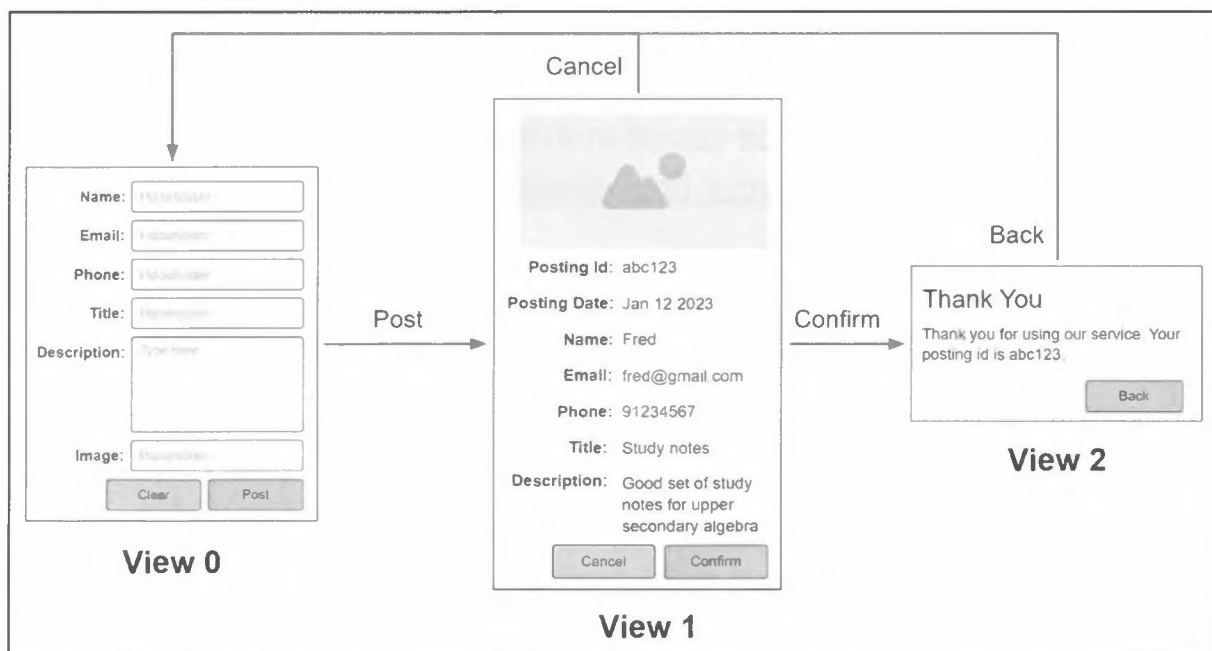 Cancel
Name:
Email:
Phone:
Title:
Description:
Type here
Image:
Clear
Post
View 0
Post
Posting Id: abc123
Posting Date: Jan 12 2023
Name: Fred
Email: fred@gmail.com
Phone: 91234567
Title: Study notes
Description: Good set of study
notes for upper
secondary algebra
Cancel
Confirm
View 1
Confirm
Back
Thank You
Thank you for using our service. Your
posting id is abc123.
Back
View 2